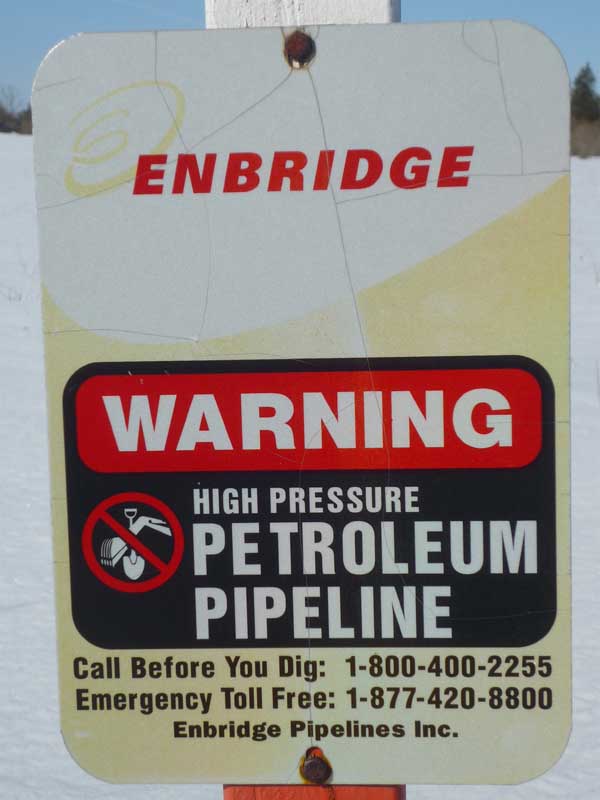 ENBRIDGE
WARNING
HIGH PRESSURE
PETROLEUM
PIPELINE
Call Before You Dig: 1-800-400-2255
Emergency Toll Free: 1-877-420-8800
Enbridge Pipelines Inc.